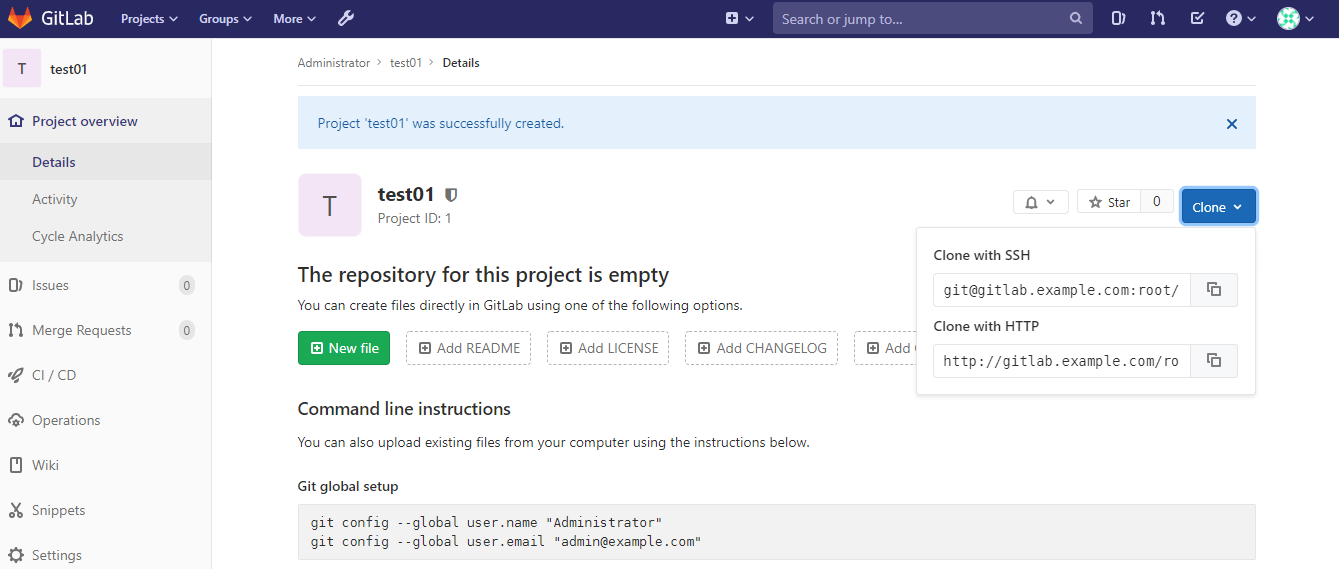 GitLab Projects Groups More Search or jump to...
T test01
Project overview
Details
Activity
Cycle Analytics
Issues 0
Merge Requests 0
CI / CD
Operations
Wiki
Snippets
Settings
Administrator > test01 > Details
Project 'test01' was successfully created.
T
test01
Project ID: 1
Star 0 Clone
Clone with SSH
git@gitlab.example.com:root/
Clone with HTTP
http://gitlab.example.com/ro
The repository for this project is empty
You can create files directly in GitLab using one of the following options.
New file Add README Add LICENSE Add CHANGELOG Add
Command line instructions
You can also upload existing files from your computer using the instructions below.
Git global setup
git config --global user.name "Administrator"
git config --global user.email "admin@example.com"